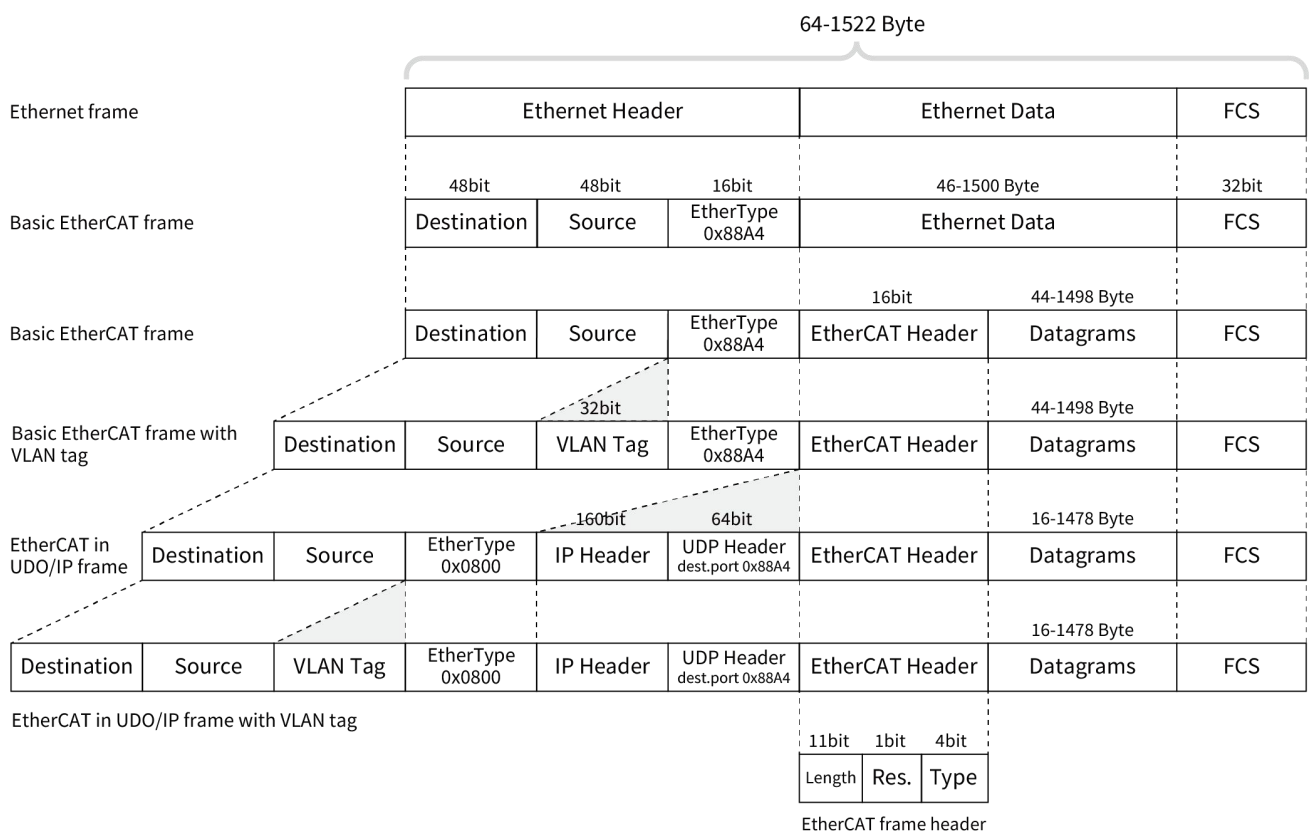 64-1522 Byte
Ethernet frame
Ethernet Header
Ethernet Data
FCS
48bit
48bit
16bit
46-1500 Byte
32bit
Basic EtherCAT frame
Destination
Source
EtherType
0x88A4
Ethernet Data
FCS
16bit
44-1498 Byte
Basic EtherCAT frame
Destination
Source
EtherType
0x88A4
EtherCAT Header
Datagrams
FCS
32bit
44-1498 Byte
Basic EtherCAT frame with
VLAN tag
Destination
Source
VLAN Tag
EtherType
0x88A4
EtherCAT Header
Datagrams
FCS
160bit
64bit
16-1478 Byte
EtherCAT in
UDO/IP frame
Destination
Source
EtherType
0x0800
IP Header
UDP Header
dest.port 0x88A4
EtherCAT Header
Datagrams
FCS
16-1478 Byte
Destination
Source
VLAN Tag
EtherType
0x0800
IP Header
UDP Header
dest.port 0x88A4
EtherCAT Header
Datagrams
FCS
EtherCAT in UDO/IP frame with VLAN tag
11bit
1bit
4bit
Length
Res.
Type
EtherCAT frame header